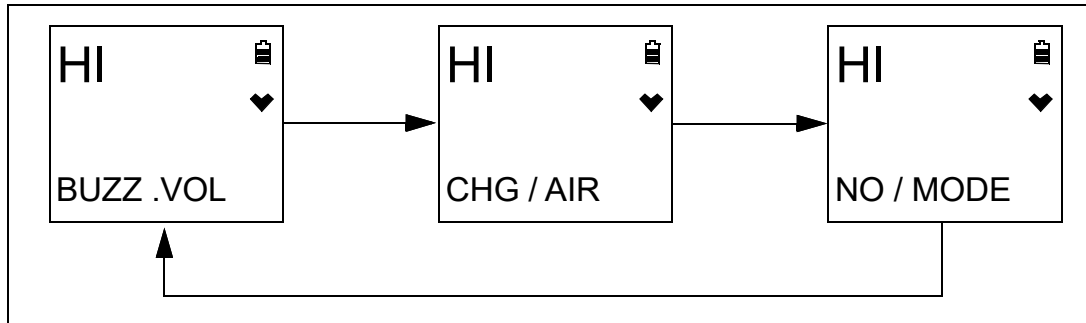 HI
BUZZ .VOL
HI
CHG / AIR
HI
NO / MODE